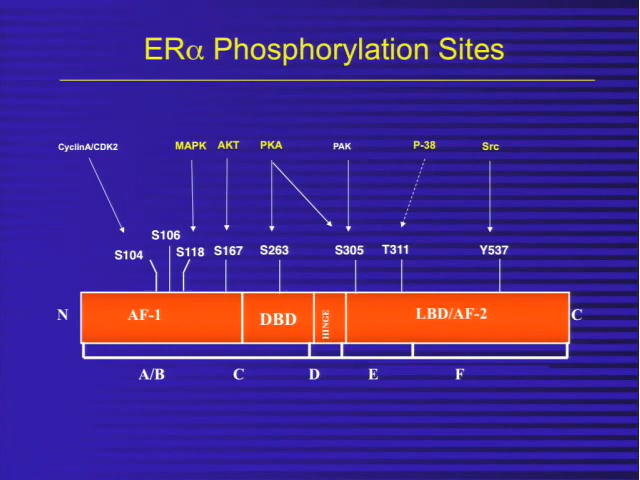 ERα Phosphorylation Sites
CyclinA/CDK2 MAPK AKT PKA PAK P-38 Src
S106
S104 S118 S167 S263 S305 T311 Y537
N AF-1 DBD HINGE LBD/AF-2 C
A/B C D E F